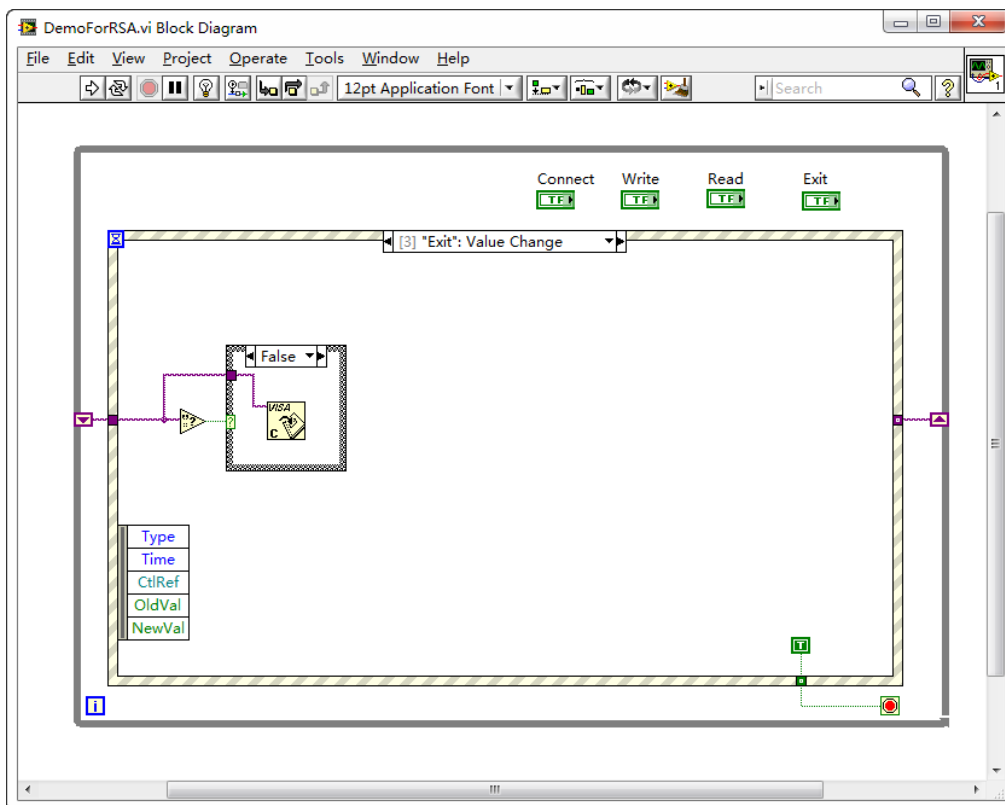 DemoForRSA.vi Block Diagram
File Edit View Project Operate Tools Window Help
12pt Application Font
Search
1
Connect Write Read Exit
TF TF TF TF
[3] "Exit": Value Change
False
VISA
C
?
Type
Time
CtlRef
OldVal
NewVal
T
i